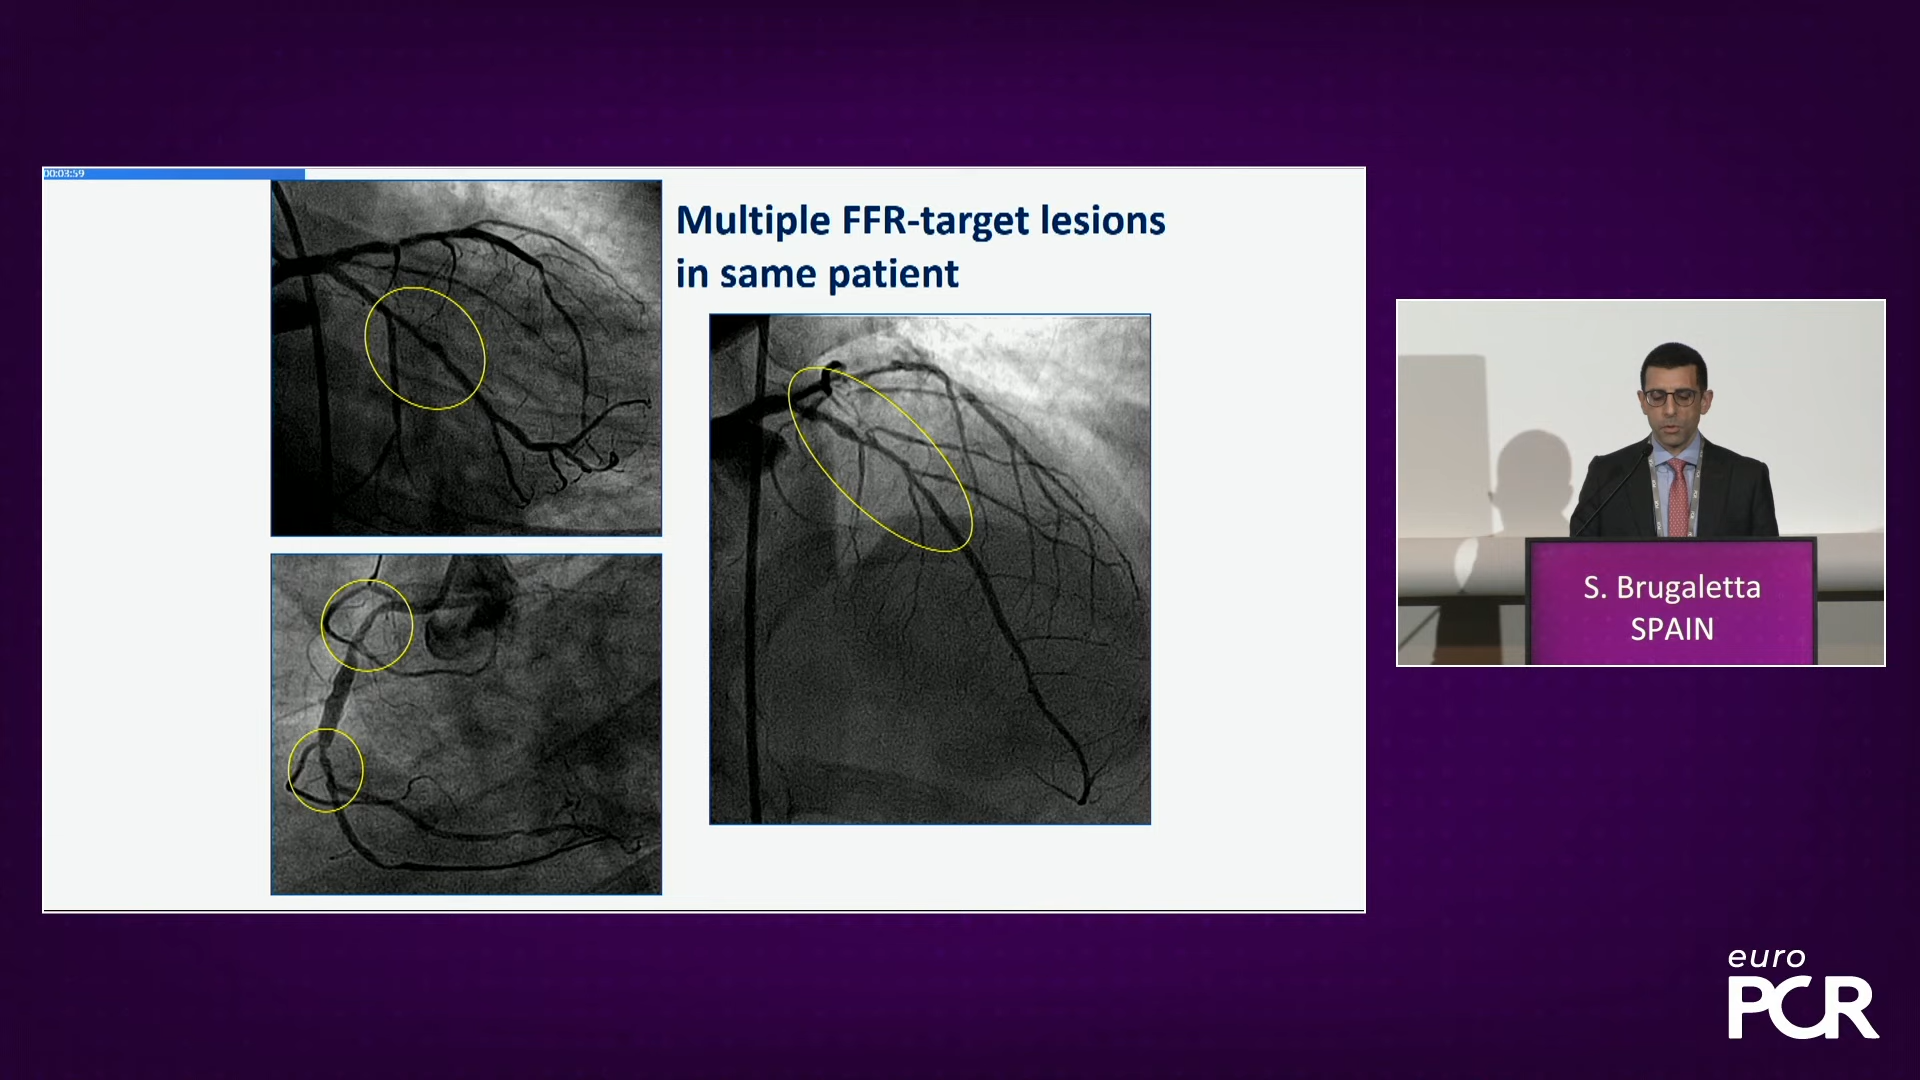 00:03:59
Multiple FFR-target lesions
in same patient
S. Brugaletta
SPAIN
euro
PCR